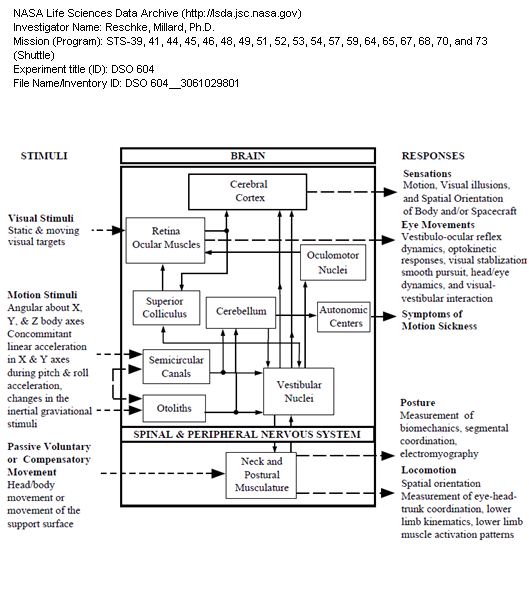 NASA Life Sciences Data Archive (http://lsda.jsc.nasa.gov)
Investigator Name: Reschke, Millard, Ph.D.
Mission (Program): STS-39, 41, 44, 45, 46, 48, 49, 51, 52, 53, 54, 57, 59, 64, 65, 67, 68, 70, and 73
(Shuttle)
Experiment title (ID): DSO 604
File Name/Inventory ID: DSO 604__3061029801
STIMULI
BRAIN
RESPONSES
Visual Stimuli
Static & moving
visual targets
Motion Stimuli
Angular about X,
Y, & Z body axes
Concommitant
linear acceleration
in X & Y axes
during pitch & roll
acceleration,
changes in the
inertial graviational
stimuli
Passive Voluntary
or Compensatory
Movement
Head/body
movement or
movement of the
support surface
Cerebral
Cortex
Retina
Ocular Muscles
Oculomotor
Nuclei
Superior
Colliculus
Cerebellum
Autonomic
Centers
Semicircular
Canals
Vestibular
Nuclei
Otoliths
SPINAL & PERIPHERAL NERVOUS SYSTEM
Neck and
Postural
Musculature
Sensations
Motion, Visual illusions,
and Spatial Orientation
of Body and/or Spacecraft
Eye Movements
Vestibulo-ocular reflex
dynamics, optokinetic
responses, visual stablization
smooth pursuit, head/eye
dynamics, and visual-
vestibular interaction
Symptoms of
Motion Sickness
Posture
Measurement of
biomechanics, segmental
coordination,
electromyography
Locomotion
Spatial orientation
Measurement of eye-head-
trunk coordination, lower
limb kinematics, lower limb
muscle activation patterns